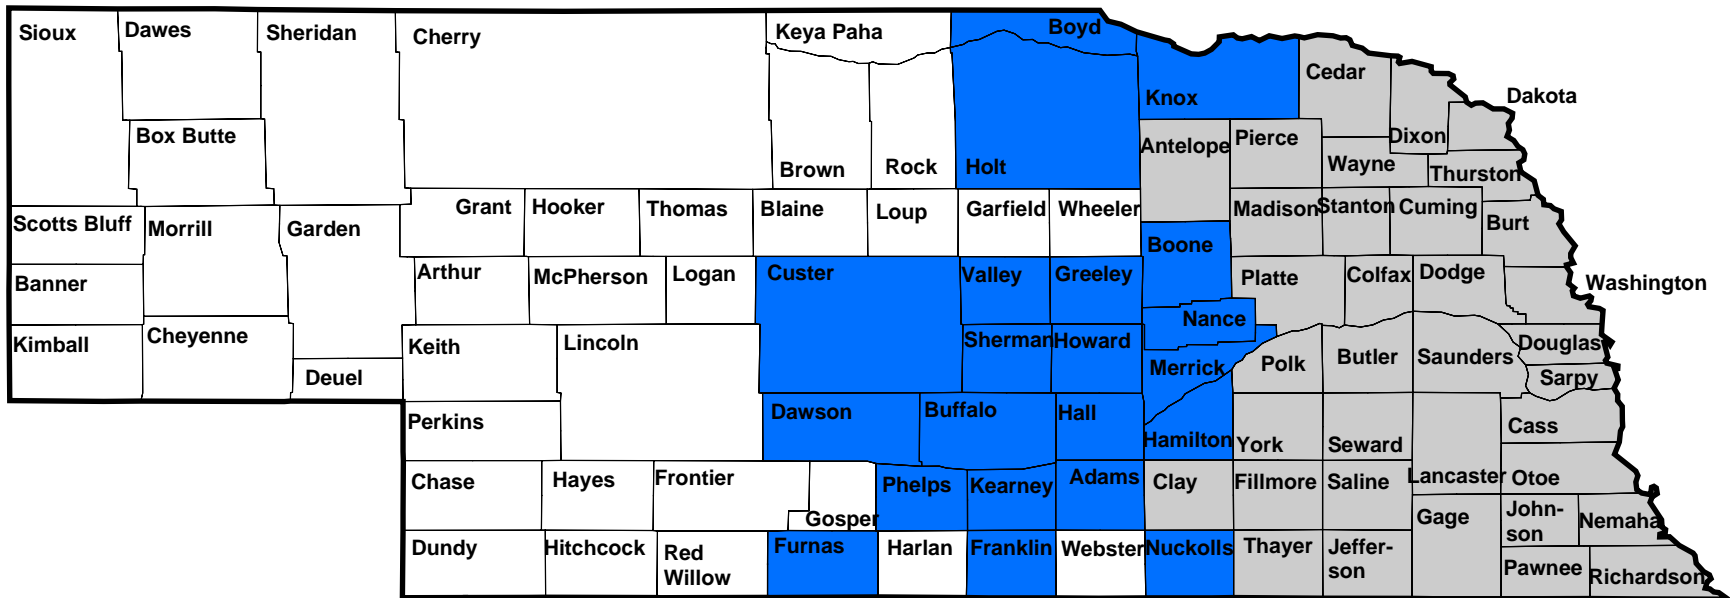 Sioux
Dawes
Sheridan
Cherry
Keya Paha
Boyd
Knox
Cedar
Dakota
Dixon
Box Butte
Brown
Rock
Holt
Antelope
Pierce
Wayne
Thurston
Scotts Bluff
Morrill
Garden
Grant
Hooker
Thomas
Blaine
Loup
Garfield
Wheeler
Boone
Madison
Stanton
Cuming
Burt
Banner
Arthur
McPherson
Logan
Custer
Valley
Greeley
Platte
Colfax
Dodge
Washington
Nance
Kimball
Cheyenne
Deuel
Keith
Lincoln
Sherman
Howard
Merrick
Polk
Butler
Saunders
Douglas
Sarpy
Perkins
Dawson
Buffalo
Hall
Hamilton
York
Seward
Cass
Chase
Hayes
Frontier
Gosper
Phelps
Kearney
Adams
Clay
Fillmore
Saline
Lancaster
Otoe
Dundy
Hitchcock
Red
Willow
Furnas
Harlan
Franklin
Webster
Nuckolls
Thayer
Jeffer-
son
Gage
John-
son
Nemaha
Pawnee
Richardson